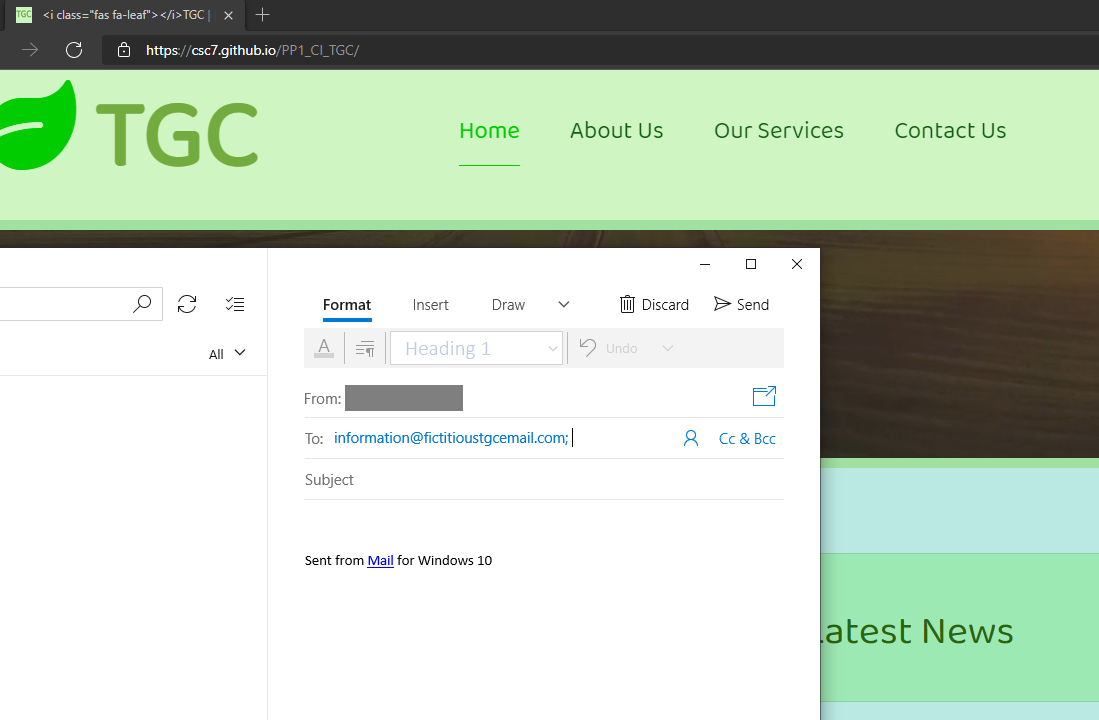 TGC <i class="fas fa-leaf"></i>TGC |
https://csc7.github.io/PP1_CI_TGC/
TGC Home About Us Our Services Contact Us
Format Insert Draw Discard Send
A Heading 1 Undo
All
From:
To: information@fictitioustgcemail.com; Cc & Bcc
Subject
Sent from Mail for Windows 10
Latest News